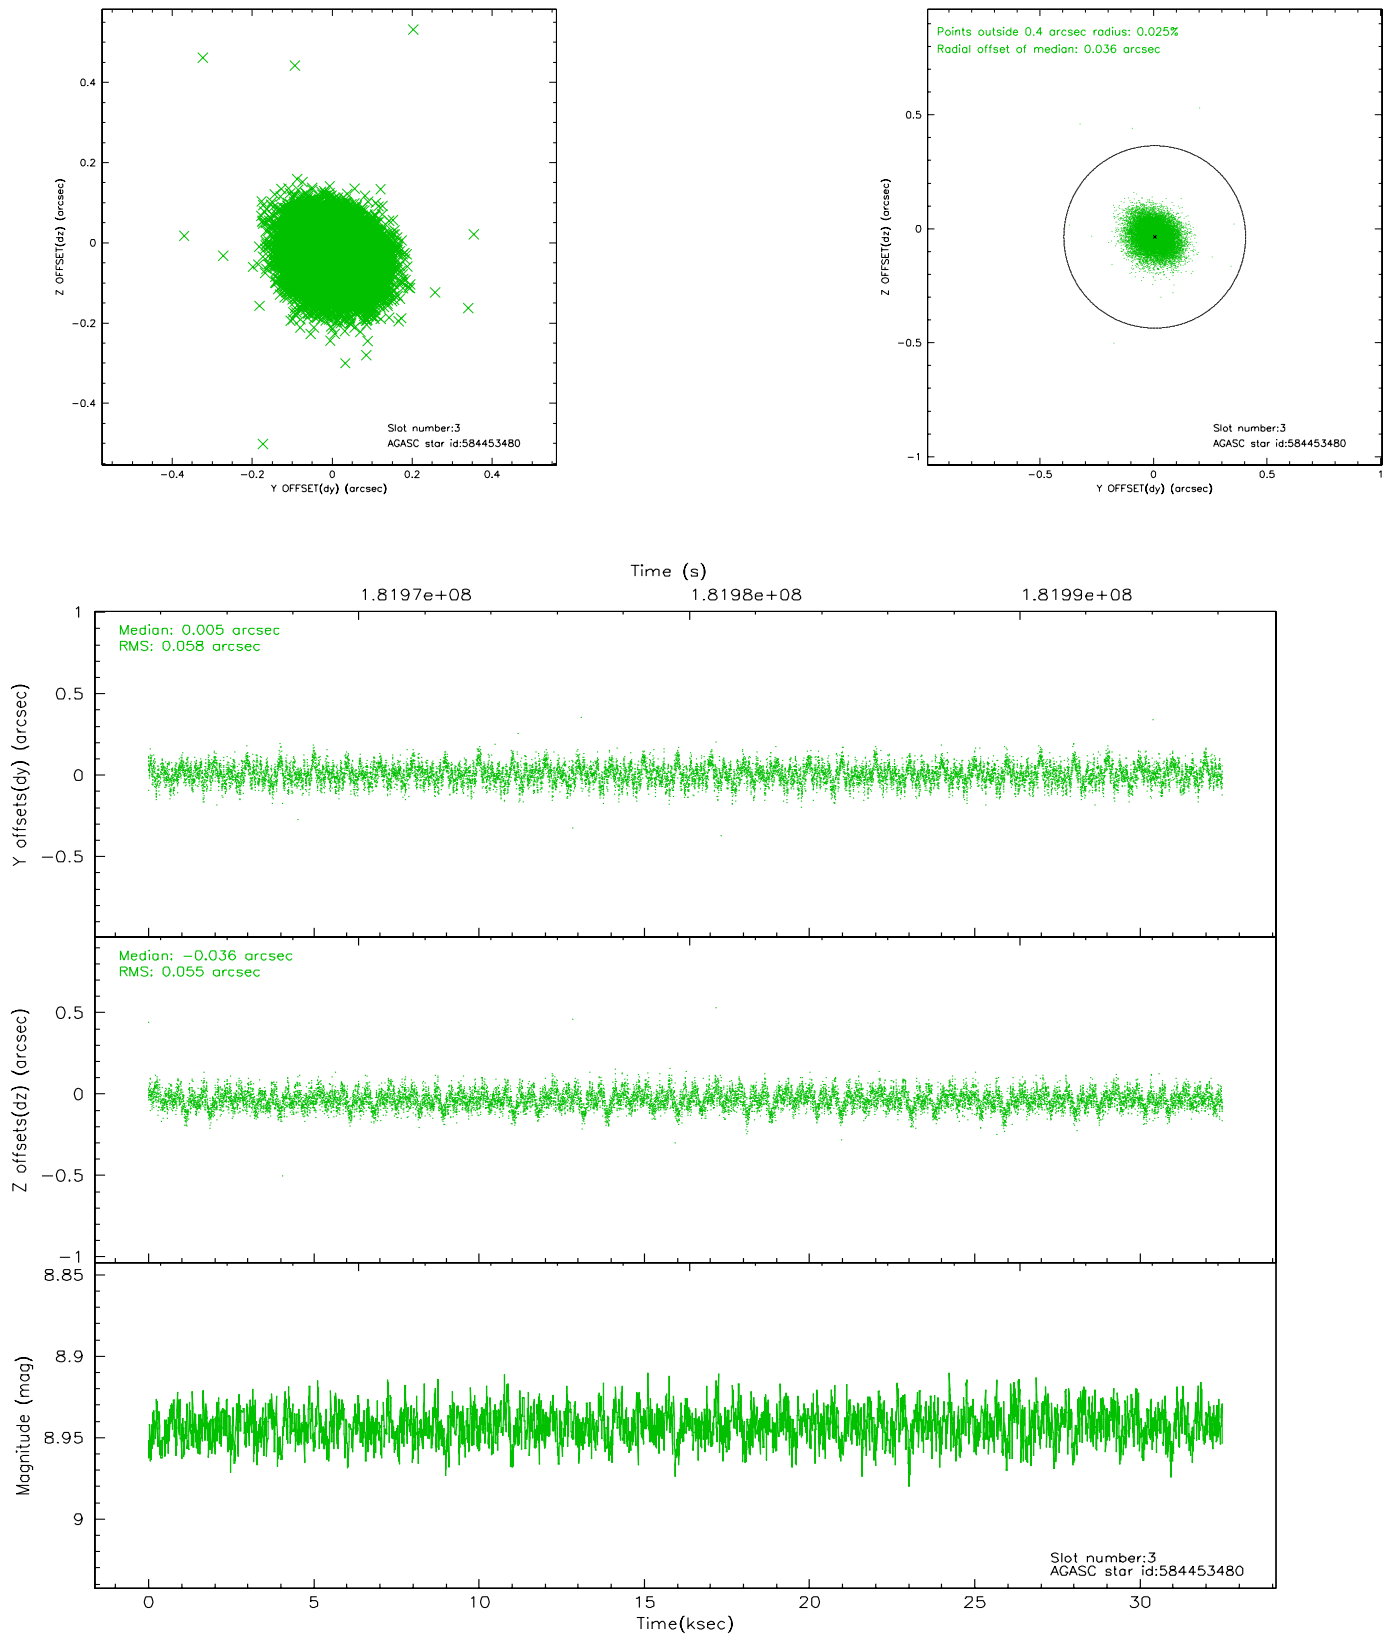 0.4
0.2
0
−0.2
−0.4
Z OFFSET(dz) (arcsec)
Slot number:3
AGASC star id:584453480
−0.4
−0.2
0
0.2
0.4
Y OFFSET(dy) (arcsec)
Points outside 0.4 arcsec radius: 0.025%
Radial offset of median: 0.036 arcsec
0.5
0
−0.5
−1
Z OFFSET(dz) (arcsec)
Slot number:3
AGASC star id:584453480
−0.5
0
0.5
1
Y OFFSET(dy) (arcsec)
Time (s)
1.8197e+08
1.8198e+08
1.8199e+08
Median: 0.005 arcsec
RMS: 0.058 arcsec
1
0.5
0
−0.5
Y offsets(dy) (arcsec)
Median: −0.036 arcsec
RMS: 0.055 arcsec
0.5
0
−0.5
−1
Z offsets(dz) (arcsec)
8.85
8.9
8.95
9
Magnitude (mag)
Slot number:3
AGASC star id:584453480
0
5
10
15
20
25
30
Time(ksec)